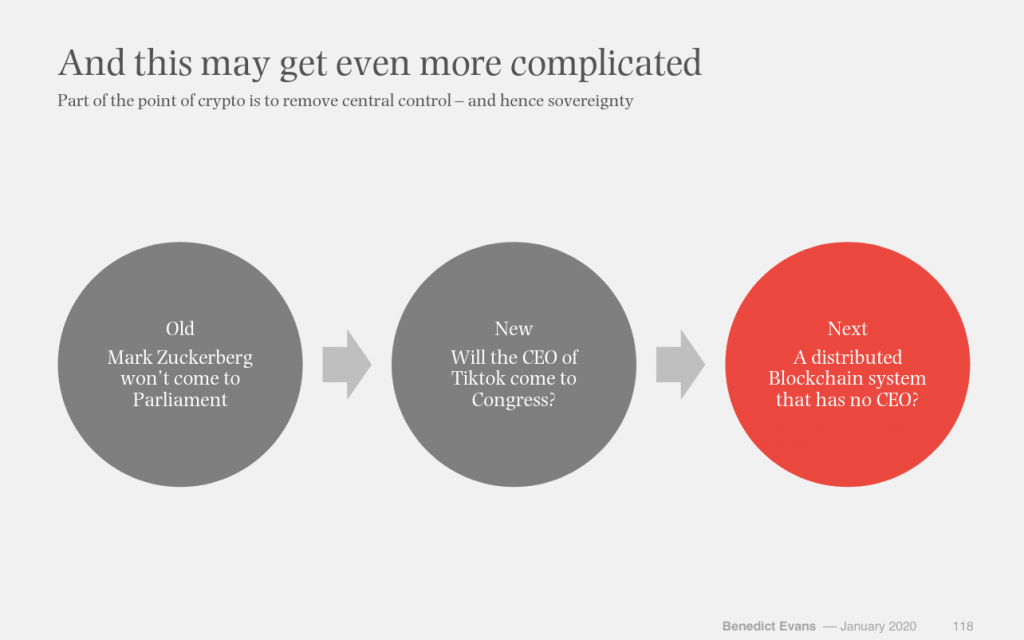 And this may get even more complicated
Part of the point of crypto is to remove central control – and hence sovereignty
Old
Mark Zuckerberg
won’t come to
Parliament
New
Will the CEO of
Tiktok come to
Congress?
Next
A distributed
Blockchain system
that has no CEO?
Benedict Evans — January 2020 118